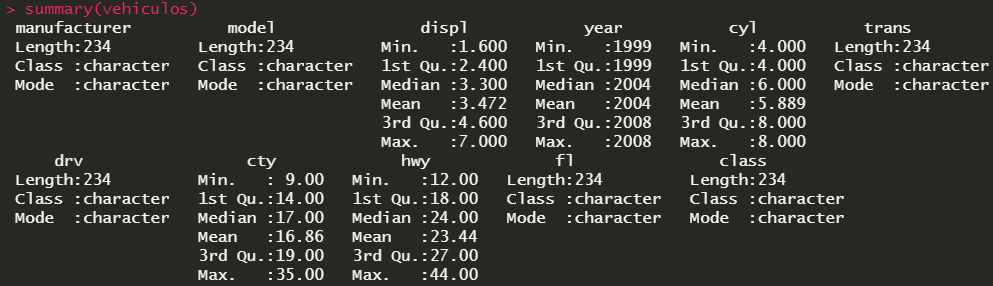 > summary(vehiculos)
 manufacturer          model               displ            year           cyl           trans
 Length:234         Length:234         Min.   :1.600   Min.   :1999   Min.   :4.000   Length:234
 Class :character   Class :character   1st Qu.:2.400   1st Qu.:1999   1st Qu.:4.000   Class :character
 Mode  :character   Mode  :character   Median :3.300   Median :2004   Median :6.000   Mode  :character
                                       Mean   :3.472   Mean   :2004   Mean   :5.889
                                       3rd Qu.:4.600   3rd Qu.:2008   3rd Qu.:8.000
                                       Max.   :7.000   Max.   :2008   Max.   :8.000
     drv                 cty             hwy             fl               class
 Length:234         Min.   : 9.00   Min.   :12.00   Length:234         Length:234
 Class :character   1st Qu.:14.00   1st Qu.:18.00   Class :character   Class :character
 Mode  :character   Median :17.00   Median :24.00   Mode  :character   Mode  :character
                    Mean   :16.86   Mean   :23.44
                    3rd Qu.:19.00   3rd Qu.:27.00
                    Max.   :35.00   Max.   :44.00